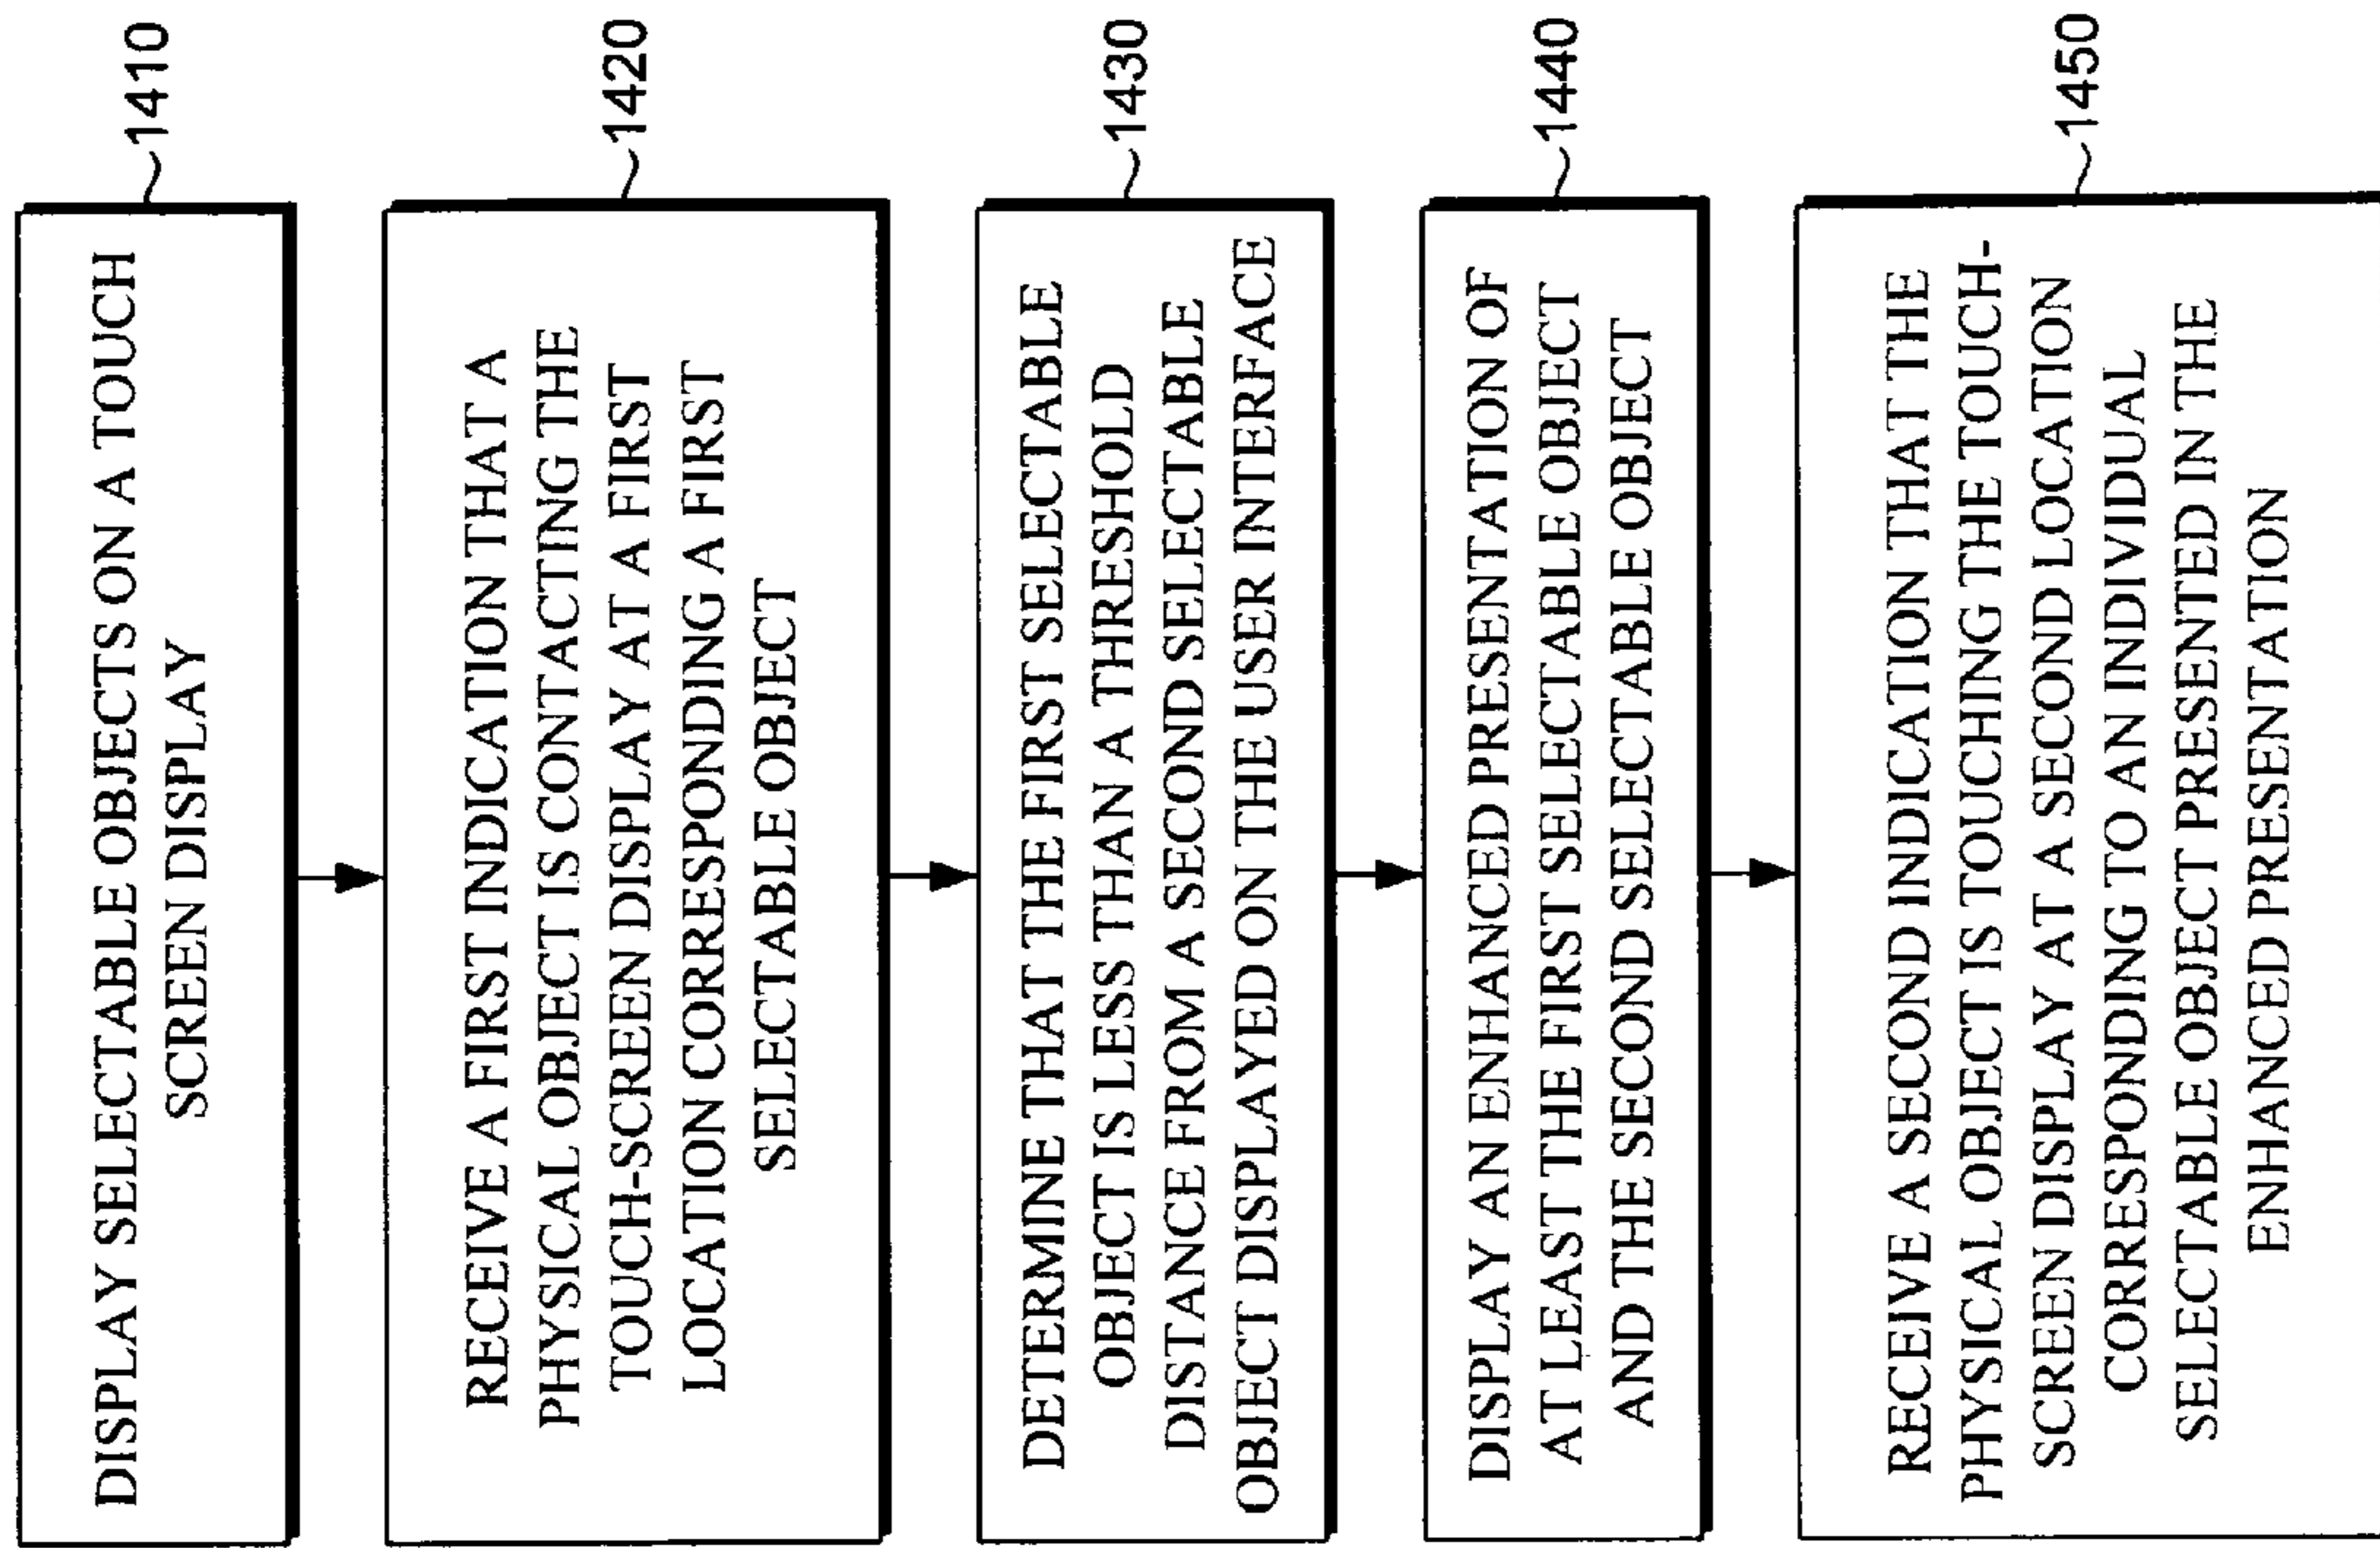 DISPLAY SELECTABLE OBJECTS ON A TOUCH
SCREEN DISPLAY
1410
RECEIVE A FIRST INDICATION THAT A
PHYSICAL OBJECT IS CONTACTING THE
TOUCH-SCREEN DISPLAY AT A FIRST
LOCATION CORRESPONDING A FIRST
SELECTABLE OBJECT
1420
DETERMINE THAT THE FIRST SELECTABLE
OBJECT IS LESS THAN A THRESHOLD
DISTANCE FROM A SECOND SELECTABLE
OBJECT DISPLAYED ON THE USER INTERFACE
1430
DISPLAY AN ENHANCED PRESENTATION OF
AT LEAST THE FIRST SELECTABLE OBJECT
AND THE SECOND SELECTABLE OBJECT
1440
RECEIVE A SECOND INDICATION THAT THE
PHYSICAL OBJECT IS TOUCHING THE TOUCH-
SCREEN DISPLAY AT A SECOND LOCATION
CORRESPONDING TO AN INDIVIDUAL
SELECTABLE OBJECT PRESENTED IN THE
ENHANCED PRESENTATION
1450